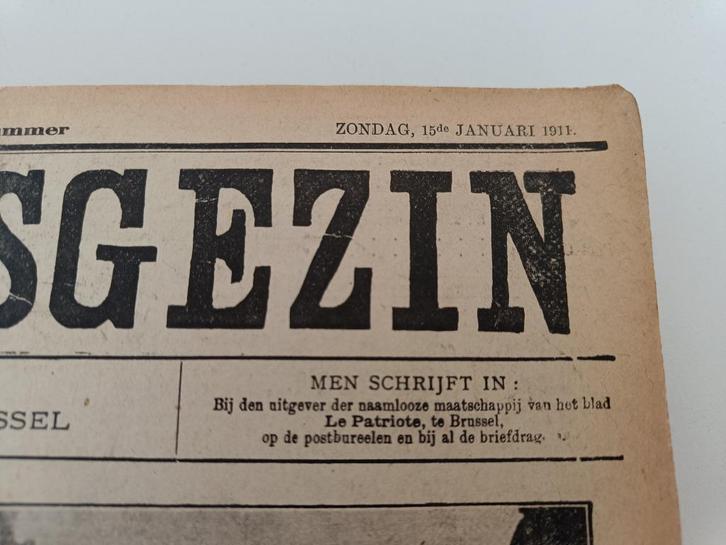 ummer
ZONDAG, 15de JANUARI 1911.
SGEZIN
SSEL
MEN SCHRIJFT IN :
Bij den uitgever der naamlooze maatschappij van het blad
Le Patriote, te Brussel,
op de postbureelen en bij al de briefdrag